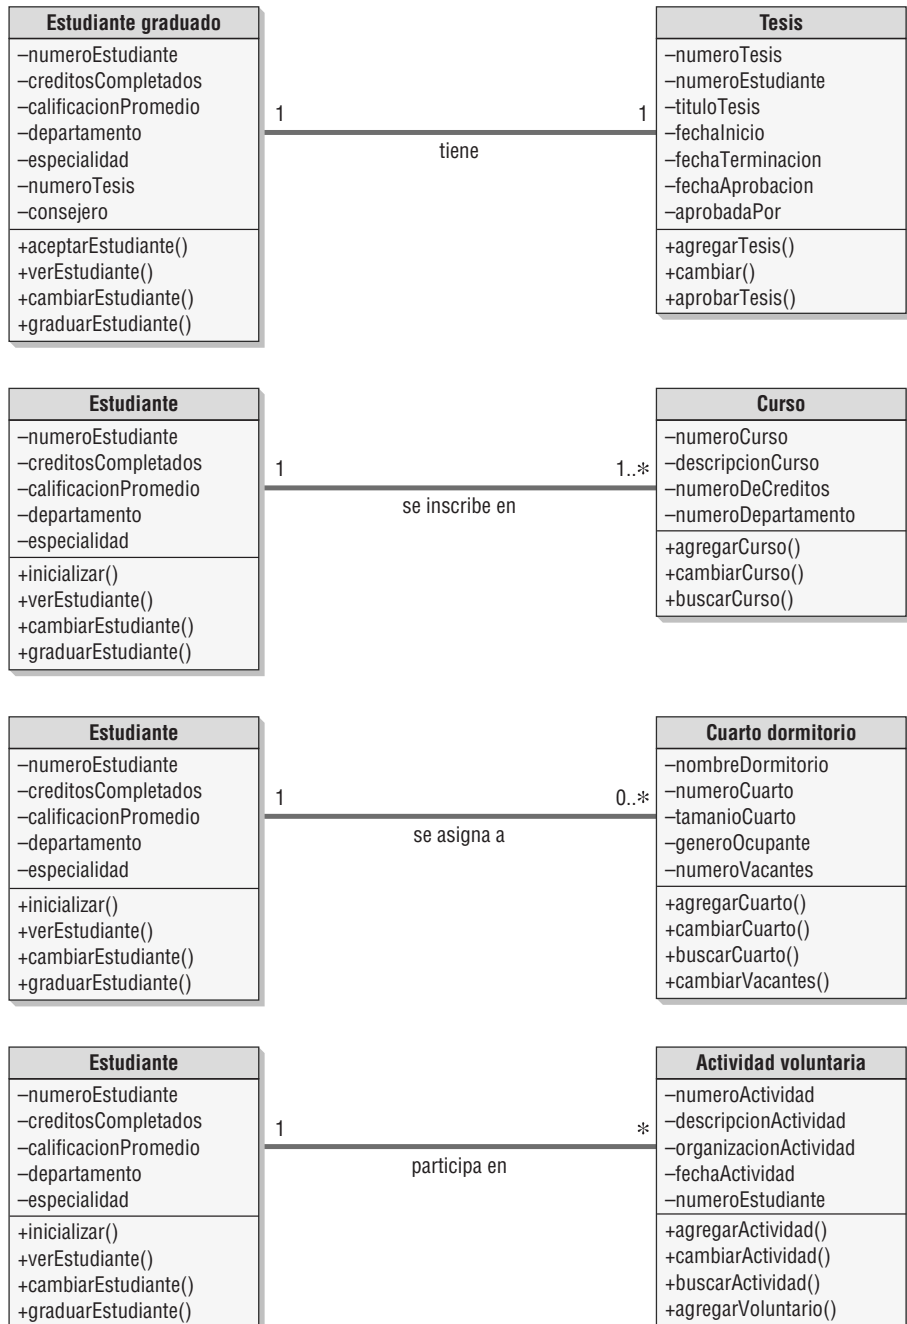 Estudiante graduado
–numeroEstudiante
–creditosCompletados
–calificacionPromedio
–departamento
–especialidad
–numeroTesis
–consejero
+aceptarEstudiante()
+verEstudiante()
+cambiarEstudiante()
+graduarEstudiante()
1
1
tiene
Tesis
–numeroTesis
–numeroEstudiante
–tituloTesis
–fechaInicio
–fechaTerminacion
–fechaAprobacion
–aprobadaPor
+agregarTesis()
+cambiar()
+aprobarTesis()
Estudiante
–numeroEstudiante
–creditosCompletados
–calificacionPromedio
–departamento
–especialidad
+inicializar()
+verEstudiante()
+cambiarEstudiante()
+graduarEstudiante()
1
1..*
se inscribe en
Curso
–numeroCurso
–descripcionCurso
–numeroDeCreditos
–numeroDepartamento
+agregarCurso()
+cambiarCurso()
+buscarCurso()
Estudiante
–numeroEstudiante
–creditosCompletados
–calificacionPromedio
–departamento
–especialidad
+inicializar()
+verEstudiante()
+cambiarEstudiante()
+graduarEstudiante()
1
0..*
se asigna a
Cuarto dormitorio
–nombreDormitorio
–numeroCuarto
–tamanioCuarto
–generoOcupante
–numeroVacantes
+agregarCuarto()
+cambiarCuarto()
+buscarCuarto()
+cambiarVacantes()
Estudiante
–numeroEstudiante
–creditosCompletados
–calificacionPromedio
–departamento
–especialidad
+inicializar()
+verEstudiante()
+cambiarEstudiante()
+graduarEstudiante()
1
*
participa en
Actividad voluntaria
–numeroActividad
–descripcionActividad
–organizacionActividad
–fechaActividad
–numeroEstudiante
+agregarActividad()
+cambiarActividad()
+buscarActividad()
+agregarVoluntario()